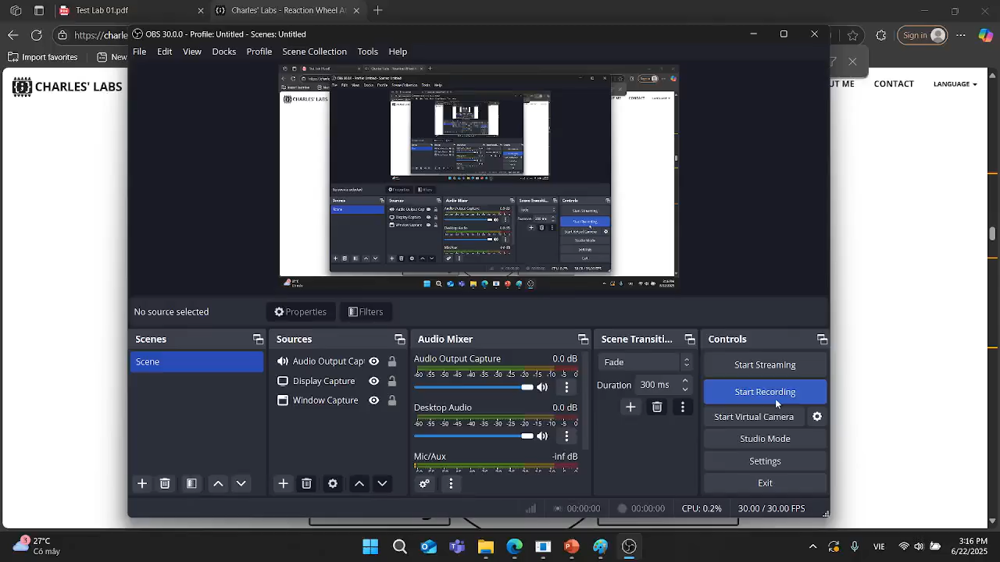 Test 01.pdf
Charles' Labs - Reaction Wheel A
https://charle
Sign in
Import favorites
New
CHARLES' LABS
UT ME
CONTACT
LANGUAGE
OBS 30.0.0 - Profile: Untitled - Scenes: Untitled
File Edit View Docks Profile Scene Collection Tools Help
No source selected
Properties
Filters
Scenes
Scene
Sources
Audio Output Cap
Display Capture
Window Capture
Audio Mixer
Audio Output Capture 0.0 dB
-60 -55 -50 -45 -40 -35 -30 -25 -20 -15 -10 -5 0
Desktop Audio 0.0 dB
-60 -55 -50 -45 -40 -35 -30 -25 -20 -15 -10 -5 0
Mic/Aux -inf dB
Scene Transiti...
Fade
Duration 300 ms
Controls
Start Streaming
Start Recording
Start Virtual Camera
Studio Mode
Settings
Exit
00:00:00
00:00:00
CPU: 0.2%
30.00 / 30.00 FPS
3
27°C
Có mây
VIE
3:16 PM
6/22/2025